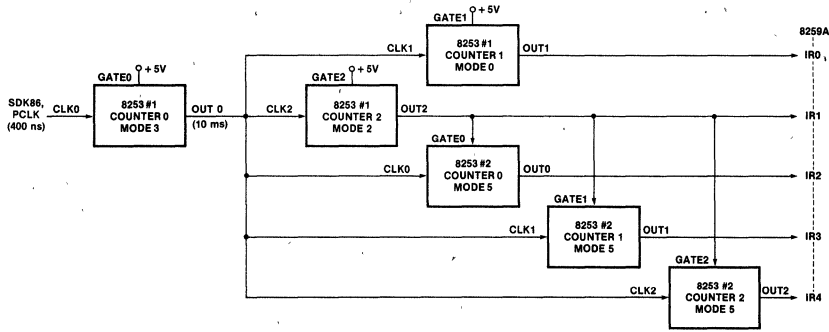 + 5V
GATE1
8253 #1
COUNTER 1
MODE 0
CLK1
OUT1
8259A
IR0
+ 5V
GATE0
+ 5V
GATE2
SDK86,
PCLK
(400 ns)
CLK0
8253 #1
COUNTER 0
MODE 3
OUT 0
(10 ms)
CLK2
8253 #1
COUNTER 2
MODE 2
OUT2
IR1
GATE0
CLK0
8253 #2
COUNTER 0
MODE 5
OUT0
IR2
GATE1
CLK1
8253 #2
COUNTER 1
MODE 5
OUT1
IR3
GATE2
CLK2
8253 #2
COUNTER 2
MODE 5
OUT2
IR4